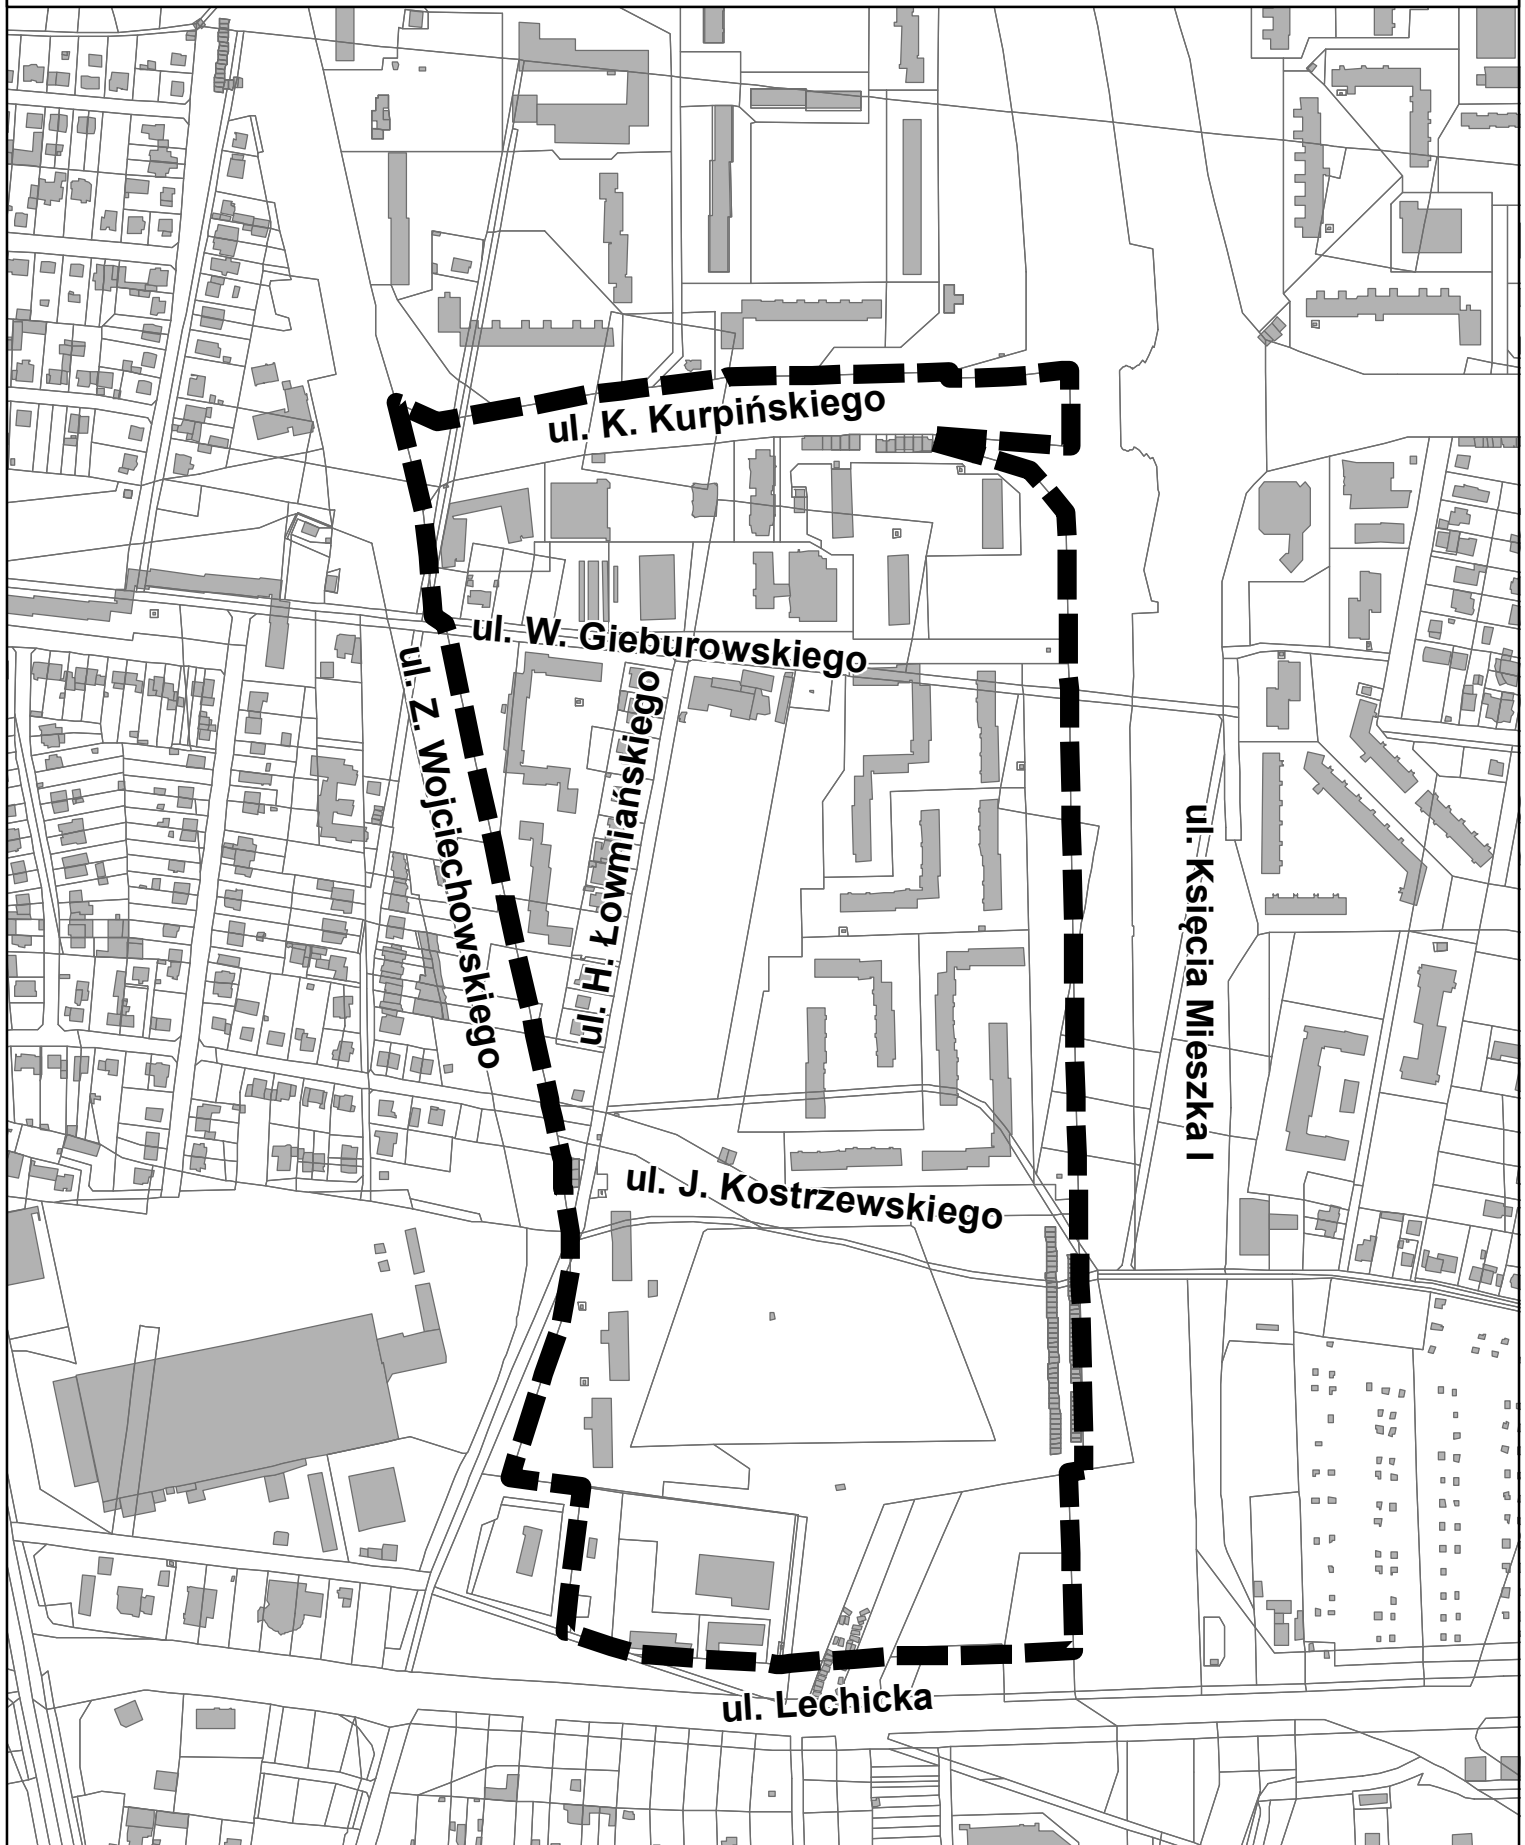 ul. K. Kurpińskiego
ul. W. Gieburowskiego
ul. Z. Wojciechowskiego
ul. H. Łowmiańskiego
ul. Księcia Mieszka I
ul. J. Kostrzewskiego
ul. Lechicka